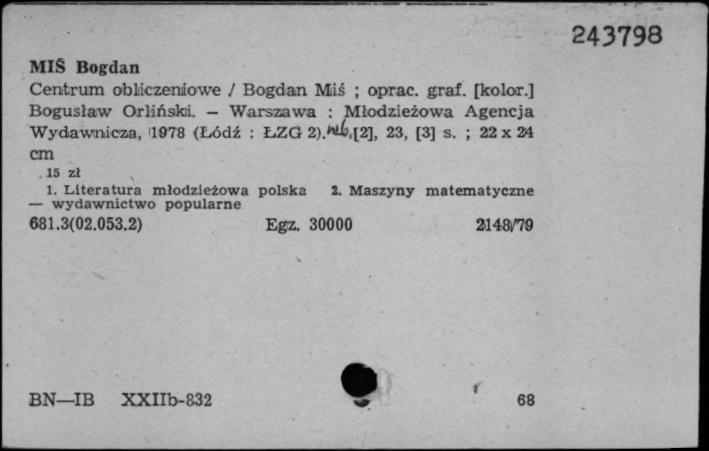 243798
MIŚ Bogdan
Centrum obliczeniowe / Bogdan Miś ; oprac. graf. [kolor.]
Bogusław Orliński. — Warszawa : Młodzieżowa Agencja
Wydawnicza, 1978 (Łódź : ŁZG 2). [2], 23, [3] s. ; 22 x 24
cm
15 zł
1. Literatura młodzieżowa polska 2. Maszyny matematyczne
— wydawnictwo popularne
681.3(02.053.2) Egz. 30000 2148/79
BN—IB XXIIb-832 68